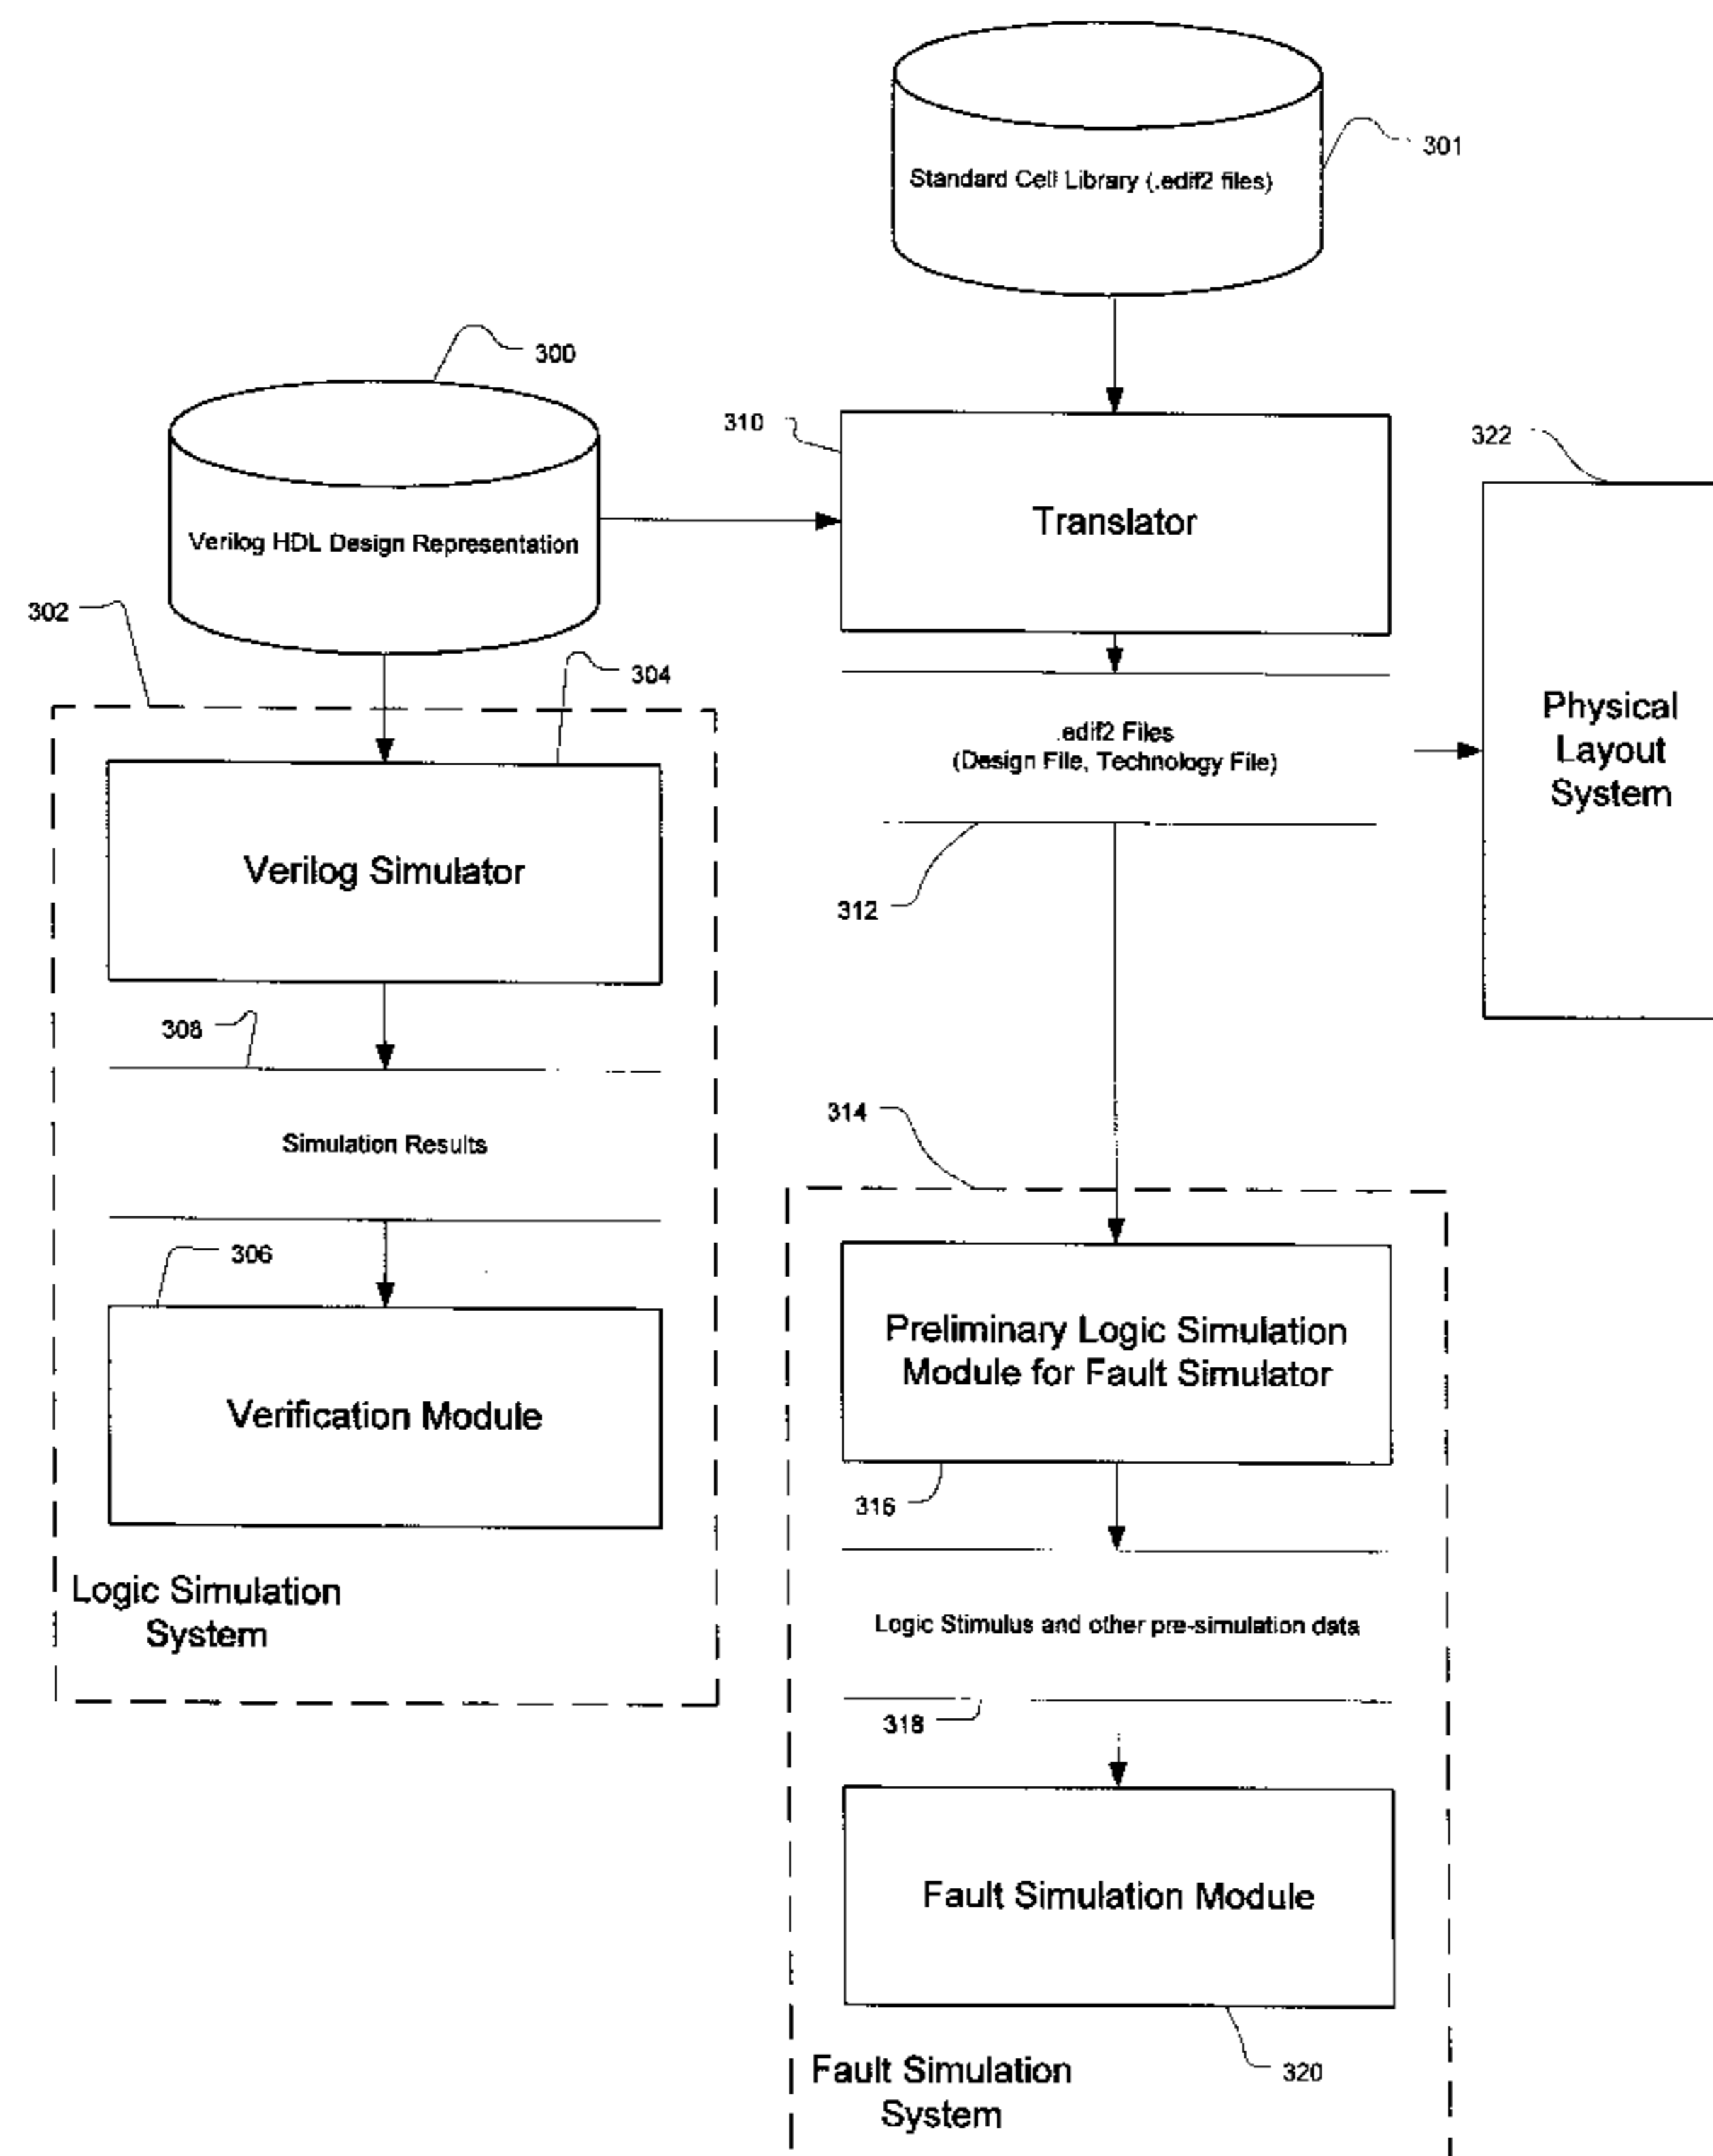 301
Standard Cell Library (.edif2 files)
300
310
322
Verilog HDL Design Representation
Translator
302
304
.edif2 Files
(Design File, Technology File)
Physical
Layout
System
Verilog Simulator
312
308
314
Simulation Results
306
Preliminary Logic Simulation
Module for Fault Simulator
Verification Module
316
Logic Simulation
System
Logic Stimulus and other pre-simulation data
318
Fault Simulation Module
Fault Simulation
System
320